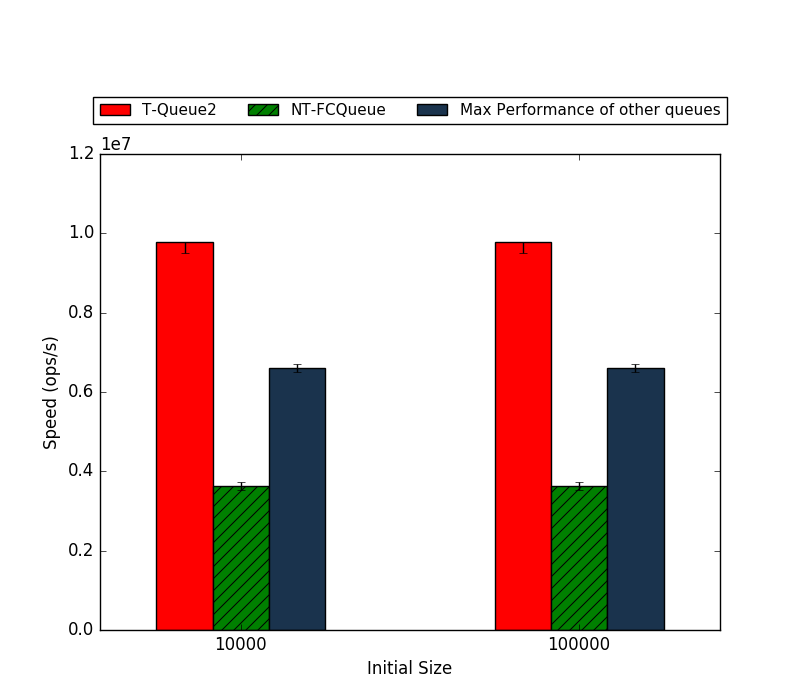 T-Queue2 NT-FCQueue Max Performance of other queues
1e7
1.2
1.0
0.8
0.6
0.4
0.2
0.0
Speed (ops/s)
10000 100000
Initial Size